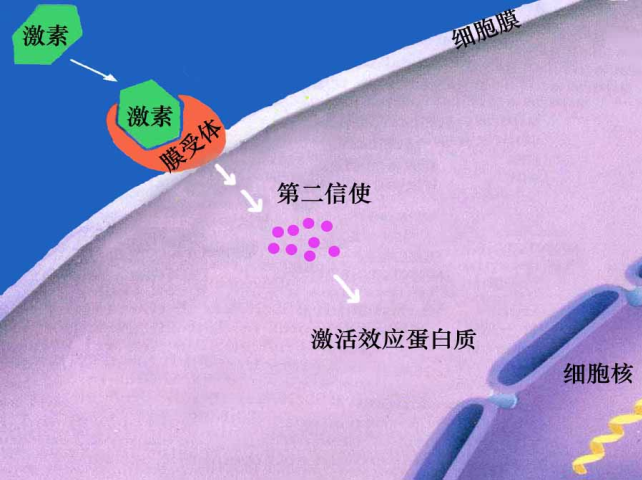 激素
细胞膜
激素
膜受体
第二信使
激活效应蛋白质
细胞核